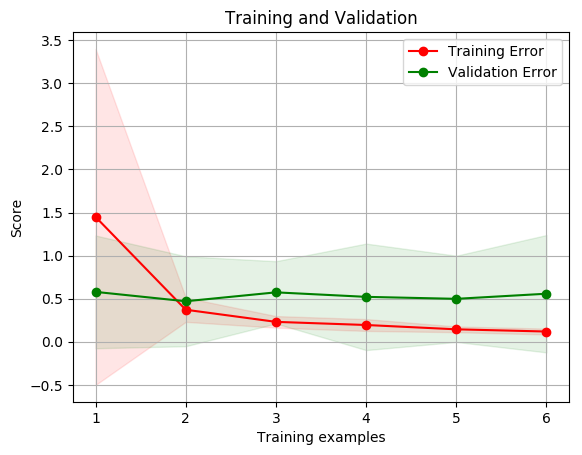 Training and Validation
Training Error
Validation Error
3.5
3.0
2.5
2.0
1.5
1.0
0.5
0.0
−0.5
Score
1 2 3 4 5 6
Training examples